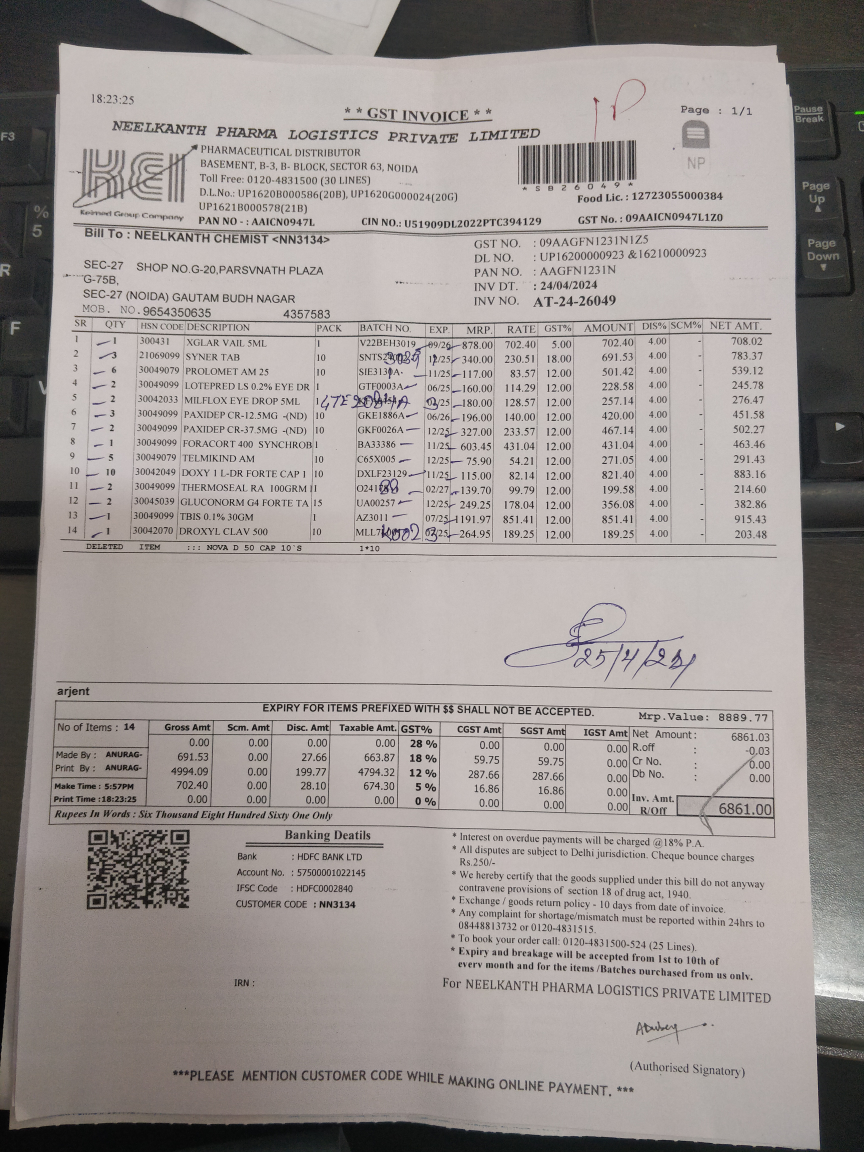 18:23:25
* * GST INVOICE * *
Page : 1/1
NEELKANTH PHARMA LOGISTICS PRIVATE LIMITED
IP
KEI
Keimed Group Company
PHARMACEUTICAL DISTRIBUTOR
BASEMENT, B-3, B- BLOCK, SECTOR 63, NOIDA
Toll Free: 0120-4831500 (30 LINES)
D.L.No.: UP1620B000586(20B), UP1620G000024(20G)
UP1621B000578(21B)
PAN NO - : AAICN0947L
CIN NO.: U51909DL2022PTC394129
*SB26049*
NP
Food Lic. : 12723055000384
GST No. : 09AAICN0947L1Z0
Bill To : NEELKANTH CHEMIST <NN3134>
SEC-27 SHOP NO.G-20,PARSVNATH PLAZA
G-75B,
SEC-27 (NOIDA) GAUTAM BUDH NAGAR
MOB. NO. 9654350635 4357583
GST NO. : 09AAGFN1231N1Z5
DL NO. : UP16200000923 &16210000923
PAN NO. : AAGFN1231N
INV DT. : 24/04/2024
INV NO. AT-24-26049
SR QTY HSN CODE DESCRIPTION PACK BATCH NO. EXP. MRP. RATE GST% AMOUNT DIS% SCM% NET AMT.
1 1 300431 XGLAR VAIL 5ML 1 V22BEH3019 09/26 878.00 702.40 5.00 702.40 4.00 - 708.02
2 3 21069099 SYNER TAB 10 12/25 340.00 230.51 18.00 691.53 4.00 - 783.37
3 6 30049079 PROLOMET AM 25 10 11/25 117.00 83.57 12.00 501.42 4.00 - 539.12
4 2 30049099 LOTEPRED LS 0.2% EYE DR 1 GTF0003A 06/25 160.00 114.29 12.00 228.58 4.00 - 245.78
5 2 30042033 MILFLOX EYE DROP 5ML 1 180.00 128.57 12.00 257.14 4.00 - 276.47
6 3 30049099 PAXIDEP CR-12.5MG -(ND) 10 GKE1886A 06/26 196.00 140.00 12.00 420.00 4.00 - 451.58
7 2 30049099 PAXIDEP CR-37.5MG -(ND) 10 GKF0026A 12/25 327.00 233.57 12.00 467.14 4.00 - 502.27
8 1 30049099 FORACORT 400 SYNCHROB 1 BA33386 11/25 603.45 431.04 12.00 431.04 4.00 - 463.46
9 5 30049079 TELMIKIND AM 10 C65X005 12/25 75.90 54.21 12.00 271.05 4.00 - 291.43
10 10 30042049 DOXY 1 L-DR FORTE CAP 1 10 DXLF23129 11/25 115.00 82.14 12.00 821.40 4.00 - 883.16
11 2 30049099 THERMOSEAL RA 100GRM 1 02/27 139.70 99.79 12.00 199.58 4.00 - 214.60
12 2 30045039 GLUCONORM G4 FORTE TA 15 UA00257 12/25 249.25 178.04 12.00 356.08 4.00 - 382.86
13 1 30049099 TBIS 0.1% 30GM 1 AZ3011 07/25 1191.97 851.41 12.00 851.41 4.00 - 915.43
14 1 30042070 DROXYL CLAV 500 10 264.95 189.25 12.00 189.25 4.00 - 203.48
DELETED ITEM ::: NOVA D 50 CAP 10'S 1*10
25/4/24
arjent
EXPIRY FOR ITEMS PREFIXED WITH $$ SHALL NOT BE ACCEPTED.
Mrp.Value: 8889.77
No of Items : 14
Made By : ANURAG-
Print By : ANURAG-
Make Time : 5:57PM
Print Time :18:23:25
Gross Amt Scm. Amt Disc. Amt Taxable Amt. GST% CGST Amt SGST Amt IGST Amt
0.00 0.00 0.00 0.00 28 % 0.00 0.00 0.00
691.53 0.00 27.66 663.87 18 % 59.75 59.75 0.00
4994.09 0.00 199.77 4794.32 12 % 287.66 287.66 0.00
702.40 0.00 28.10 674.30 5 % 16.86 16.86 0.00
0.00 0.00 0.00 0.00 0 % 0.00 0.00 0.00
Net Amount : 6861.03
R.off : -0.03
Cr No. : 0.00
Db No. : 0.00
Inv. Amt. R/Off 6861.00
Rupees In Words : Six Thousand Eight Hundred Sixty One Only
Banking Deatils
Bank : HDFC BANK LTD
Account No. : 57500001022145
IFSC Code : HDFC0002840
CUSTOMER CODE : NN3134
* Interest on overdue payments will be charged @18% P.A.
* All disputes are subject to Delhi jurisdiction. Cheque bounce charges
Rs.250/-
* We hereby certify that the goods supplied under this bill do not anyway
contravene provisions of section 18 of drug act, 1940.
* Exchange / goods return policy - 10 days from date of invoice.
* Any complaint for shortage/mismatch must be reported within 24hrs to
08448813732 or 0120-4831515.
* To book your order call: 0120-4831500-524 (25 Lines).
* Expiry and breakage will be accepted from 1st to 10th of
every month and for the items /Batches purchased from us only.
IRN :
For NEELKANTH PHARMA LOGISTICS PRIVATE LIMITED
(Authorised Signatory)
***PLEASE MENTION CUSTOMER CODE WHILE MAKING ONLINE PAYMENT. ***
F3
%
5
R
F
V
Pause
Break
Page
Up
Page
Down